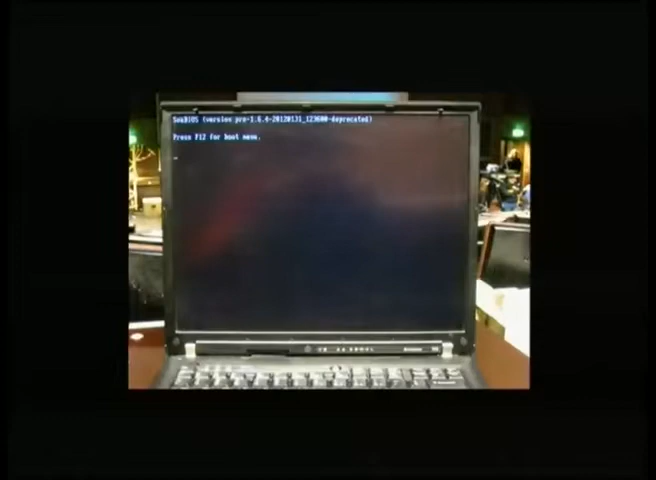 SeaBIOS (version pre-1.6.4-20120131_123600-deprecated)
Press F12 for boot menu.